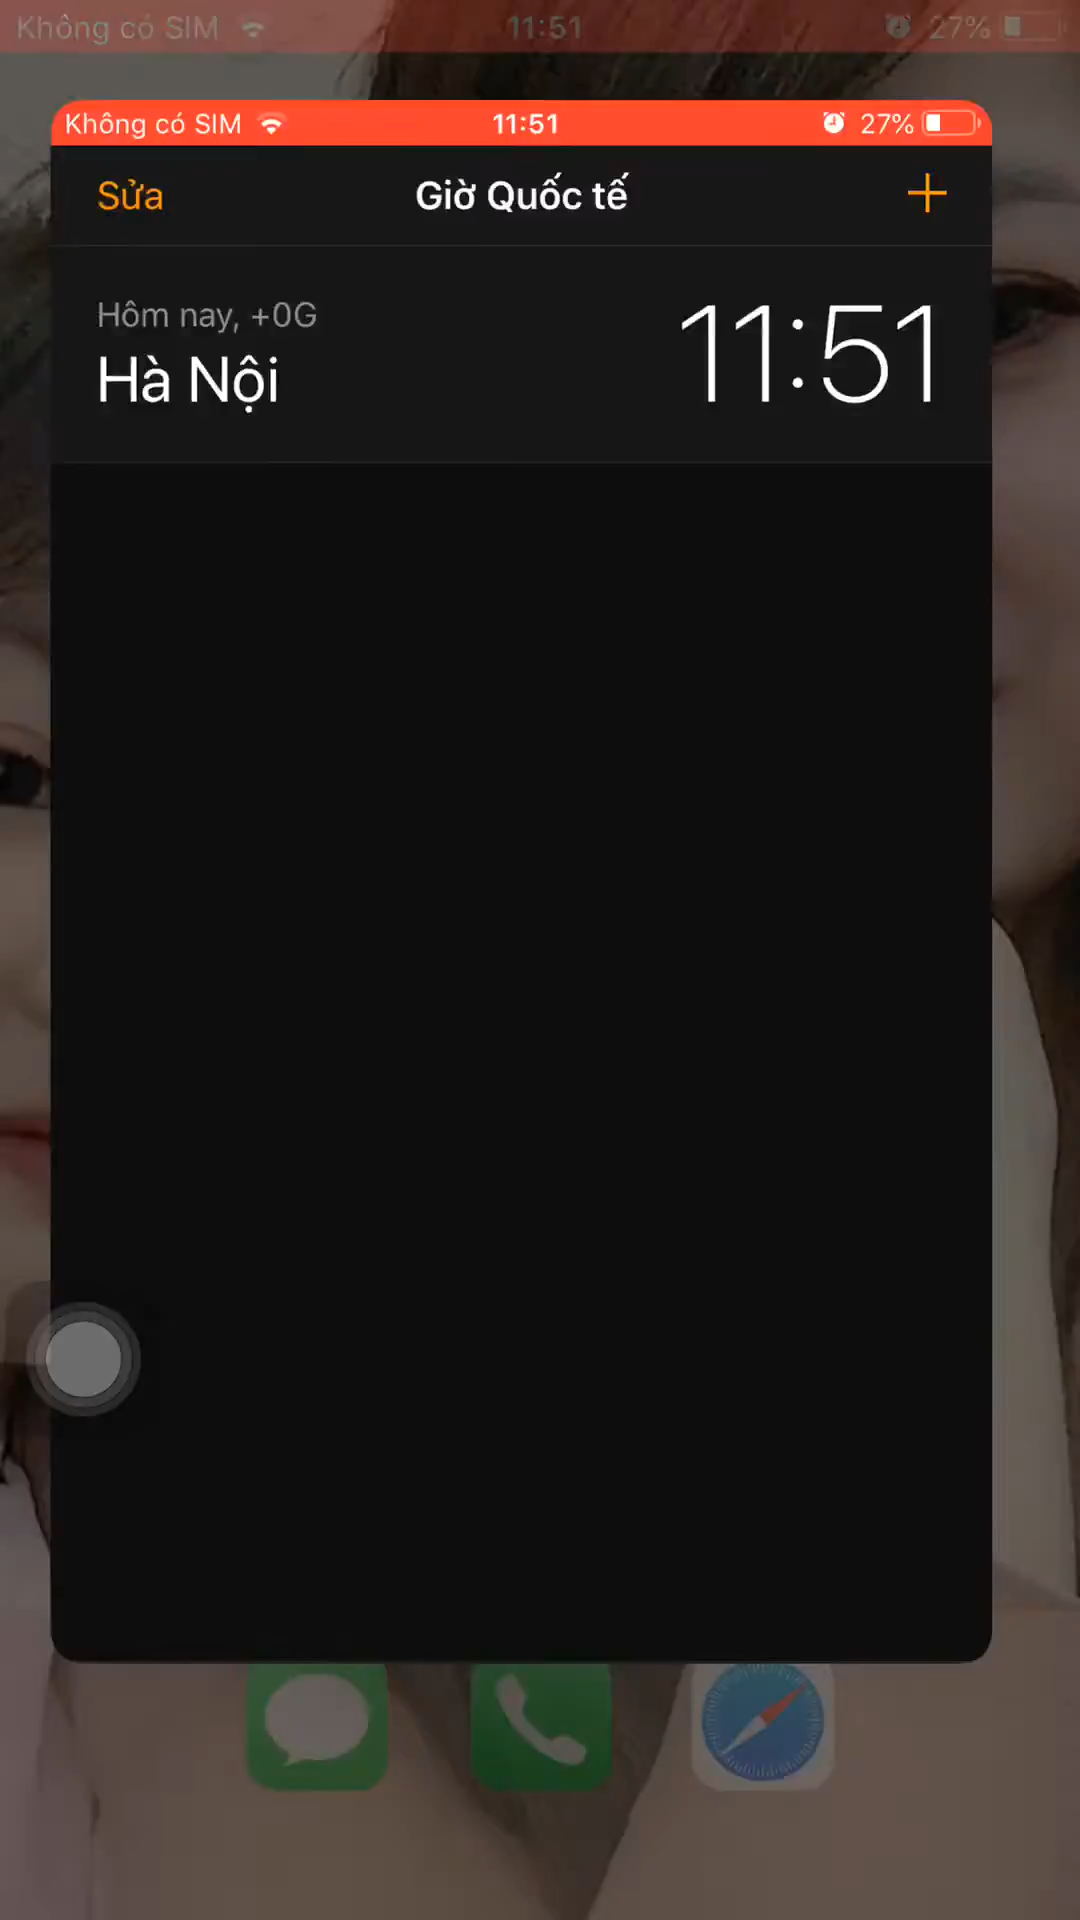 Không có SIM 11:51 27%
Không có SIM 11:51 27%
Sửa Giờ Quốc tế +
Hôm nay, +0G
Hà Nội 11:51